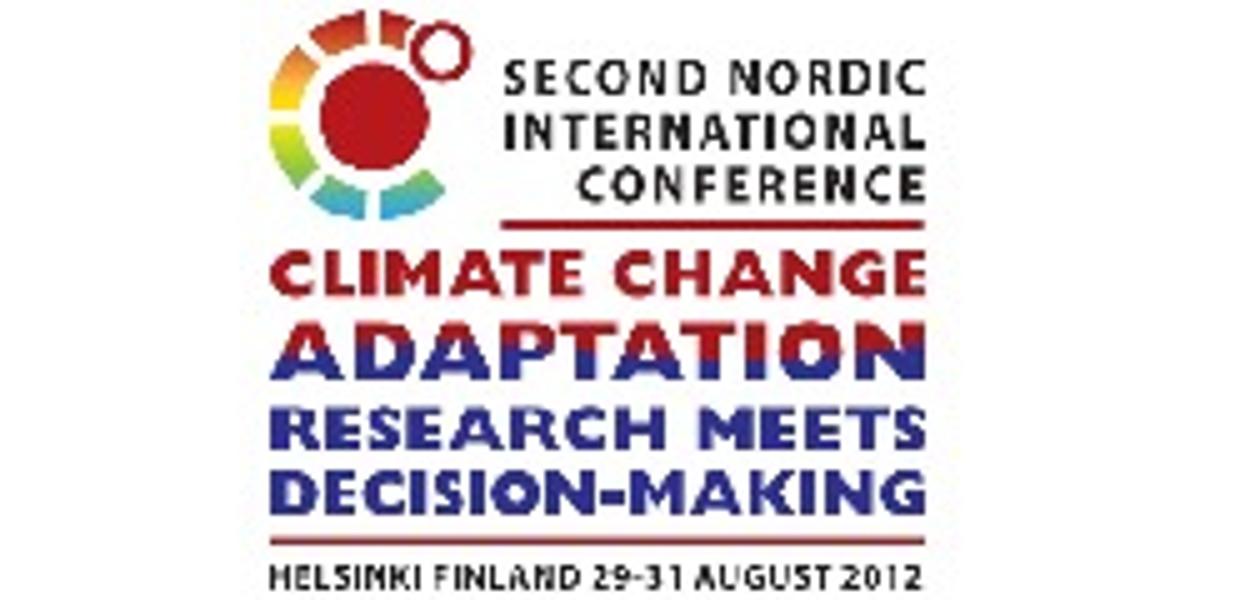 SECOND NORDIC
INTERNATIONAL
CONFERENCE
CLIMATE CHANGE
ADAPTATION
RESEARCH MEETS
DECISION-MAKING
HELSINKI FINLAND 29-31 AUGUST 2012